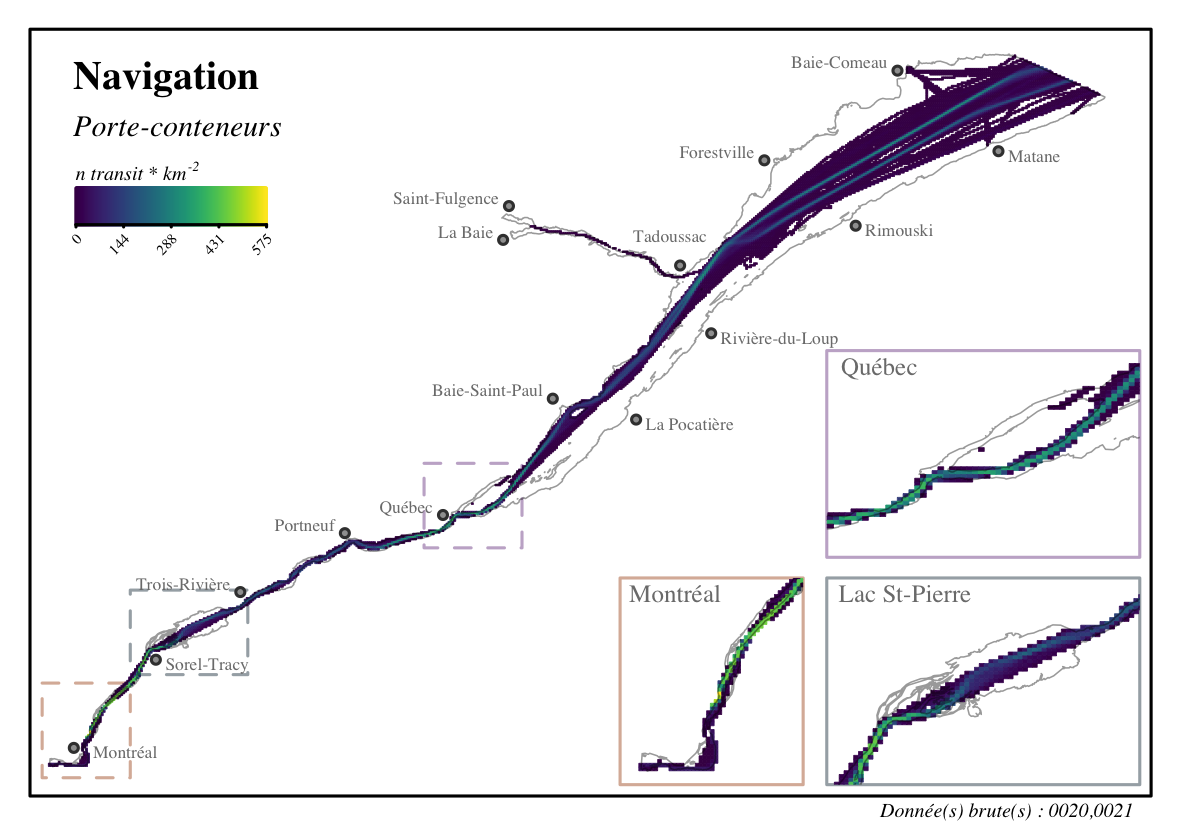 Navigation
Porte-conteneurs
n transit * km-2
0
144
288
431
575
Baie-Comeau
Matane
Forestville
Saint-Fulgence
La Baie
Tadoussac
Rimouski
Rivière-du-Loup
Baie-Saint-Paul
La Pocatière
Québec
Portneuf
Trois-Rivière
Sorel-Tracy
Montréal
Québec
Montréal
Lac St-Pierre
Donnée(s) brute(s) : 0020,0021